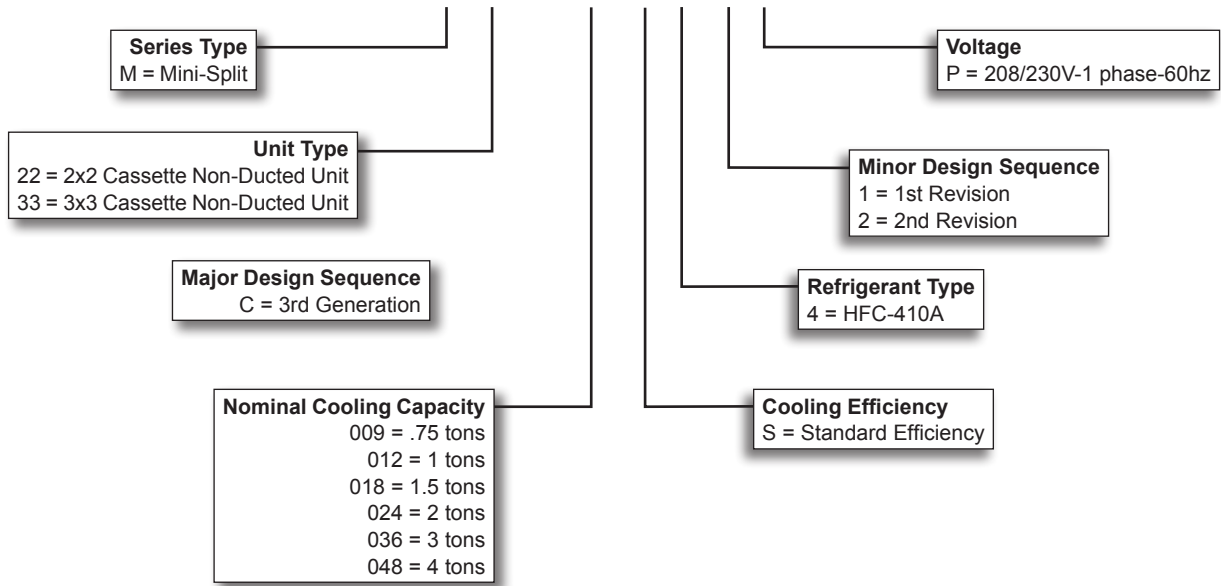 Series Type
M = Mini-Split
Unit Type
22 = 2x2 Cassette Non-Ducted Unit
33 = 3x3 Cassette Non-Ducted Unit
Major Design Sequence
C = 3rd Generation
Nominal Cooling Capacity
009 = .75 tons
012 = 1 tons
018 = 1.5 tons
024 = 2 tons
036 = 3 tons
048 = 4 tons
Voltage
P = 208/230V-1 phase-60hz
Minor Design Sequence
1 = 1st Revision
2 = 2nd Revision
Refrigerant Type
4 = HFC-410A
Cooling Efficiency
S = Standard Efficiency